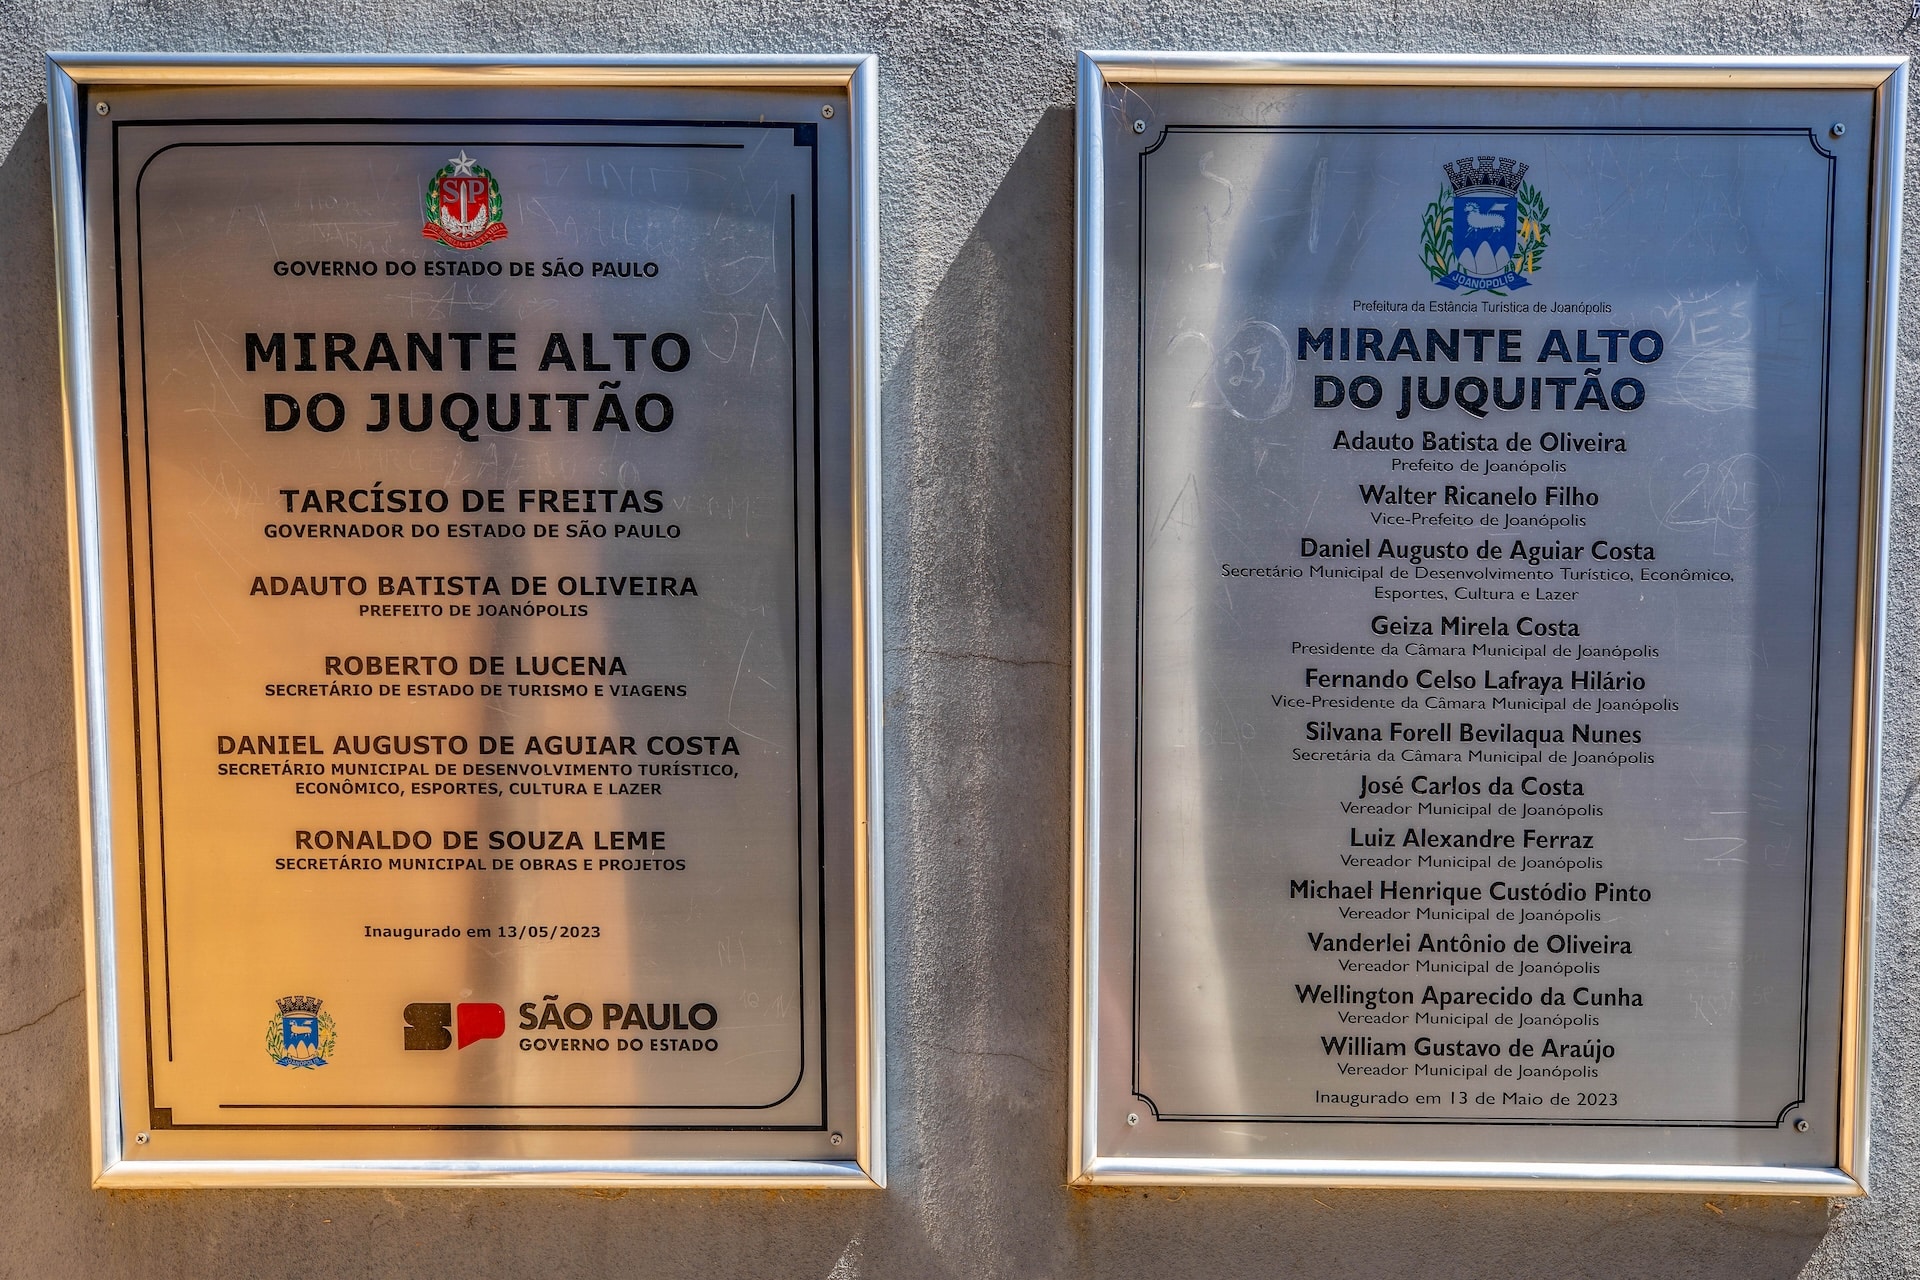 SP
GOVERNO DO ESTADO DE SÃO PAULO
MIRANTE ALTO
DO JUQUITÃO
TARCÍSIO DE FREITAS
GOVERNADOR DO ESTADO DE SÃO PAULO
ADAUTO BATISTA DE OLIVEIRA
PREFEITO DE JOANÓPOLIS
ROBERTO DE LUCENA
SECRETÁRIO DE ESTADO DE TURISMO E VIAGENS
DANIEL AUGUSTO DE AGUIAR COSTA
SECRETÁRIO MUNICIPAL DE DESENVOLVIMENTO TURÍSTICO,
ECONÔMICO, ESPORTES, CULTURA E LAZER
RONALDO DE SOUZA LEME
SECRETÁRIO MUNICIPAL DE OBRAS E PROJETOS
Inaugurado em 13/05/2023
JOANÓPOLIS
SP SÃO PAULO
GOVERNO DO ESTADO
JOANÓPOLIS
Prefeitura da Estância Turística de Joanópolis
MIRANTE ALTO
DO JUQUITÃO
23
Adauto Batista de Oliveira
Prefeito de Joanópolis
Walter Ricanelo Filho
Vice-Prefeito de Joanópolis
Daniel Augusto de Aguiar Costa
Secretário Municipal de Desenvolvimento Turístico, Econômico,
Esportes, Cultura e Lazer
Geiza Mirela Costa
Presidente da Câmara Municipal de Joanópolis
Fernando Celso Lafraya Hilário
Vice-Presidente da Câmara Municipal de Joanópolis
Silvana Forell Bevilaqua Nunes
Secretária da Câmara Municipal de Joanópolis
José Carlos da Costa
Vereador Municipal de Joanópolis
Luiz Alexandre Ferraz
Vereador Municipal de Joanópolis
Michael Henrique Custódio Pinto
Vereador Municipal de Joanópolis
Vanderlei Antônio de Oliveira
Vereador Municipal de Joanópolis
Wellington Aparecido da Cunha
Vereador Municipal de Joanópolis
William Gustavo de Araújo
Vereador Municipal de Joanópolis
Inaugurado em 13 de Maio de 2023